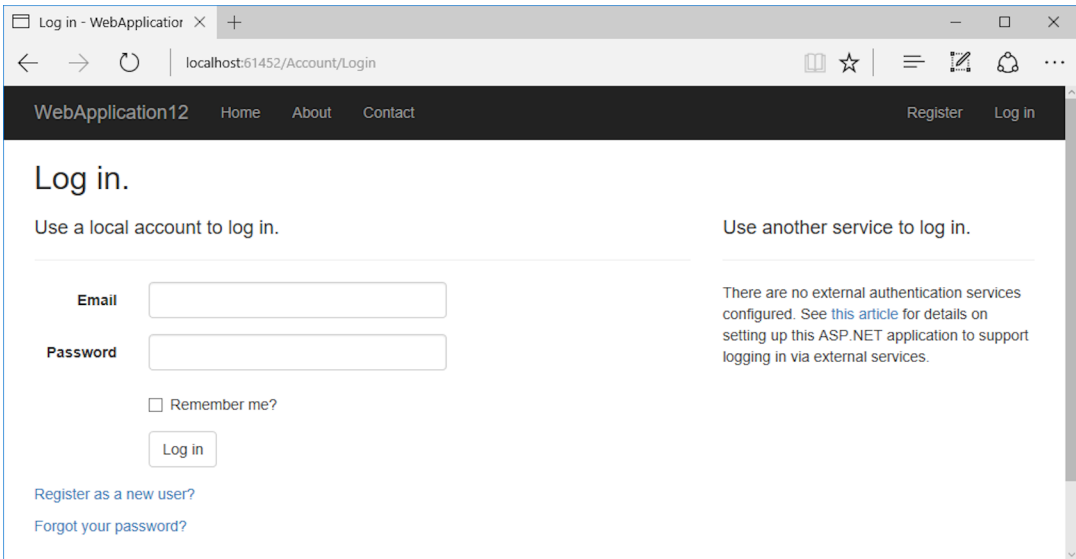 Log in - WebApplication
localhost:61452/Account/Login
WebApplication12 Home About Contact Register Log in
Log in.
Use a local account to log in.
Email
Password
Remember me?
Log in
Register as a new user?
Forgot your password?
Use another service to log in.
There are no external authentication services
configured. See this article for details on
setting up this ASP.NET application to support
logging in via external services.